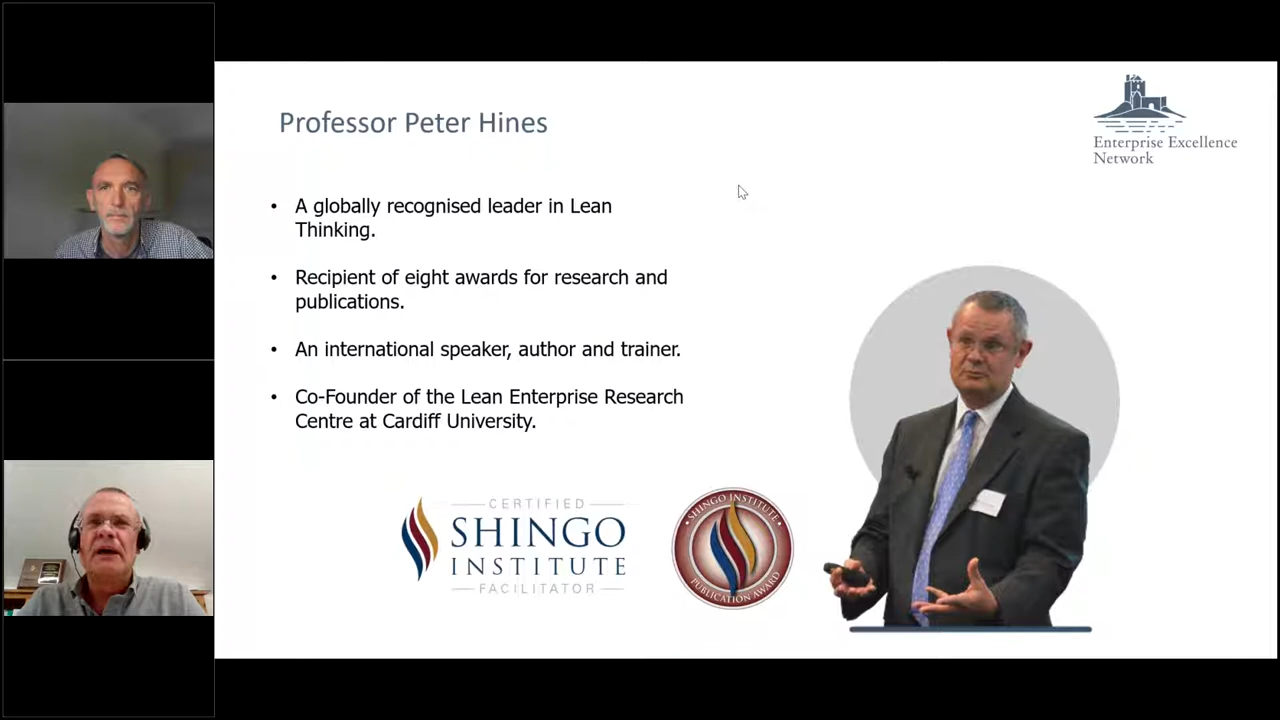 Professor Peter Hines
Enterprise Excellence
Network
• A globally recognised leader in Lean
Thinking.
• Recipient of eight awards for research and
publications.
• An international speaker, author and trainer.
• Co-Founder of the Lean Enterprise Research
Centre at Cardiff University.
CERTIFIED
SHINGO
INSTITUTE
FACILITATOR
SHINGO INSTITUTE
PUBLICATION AWARD